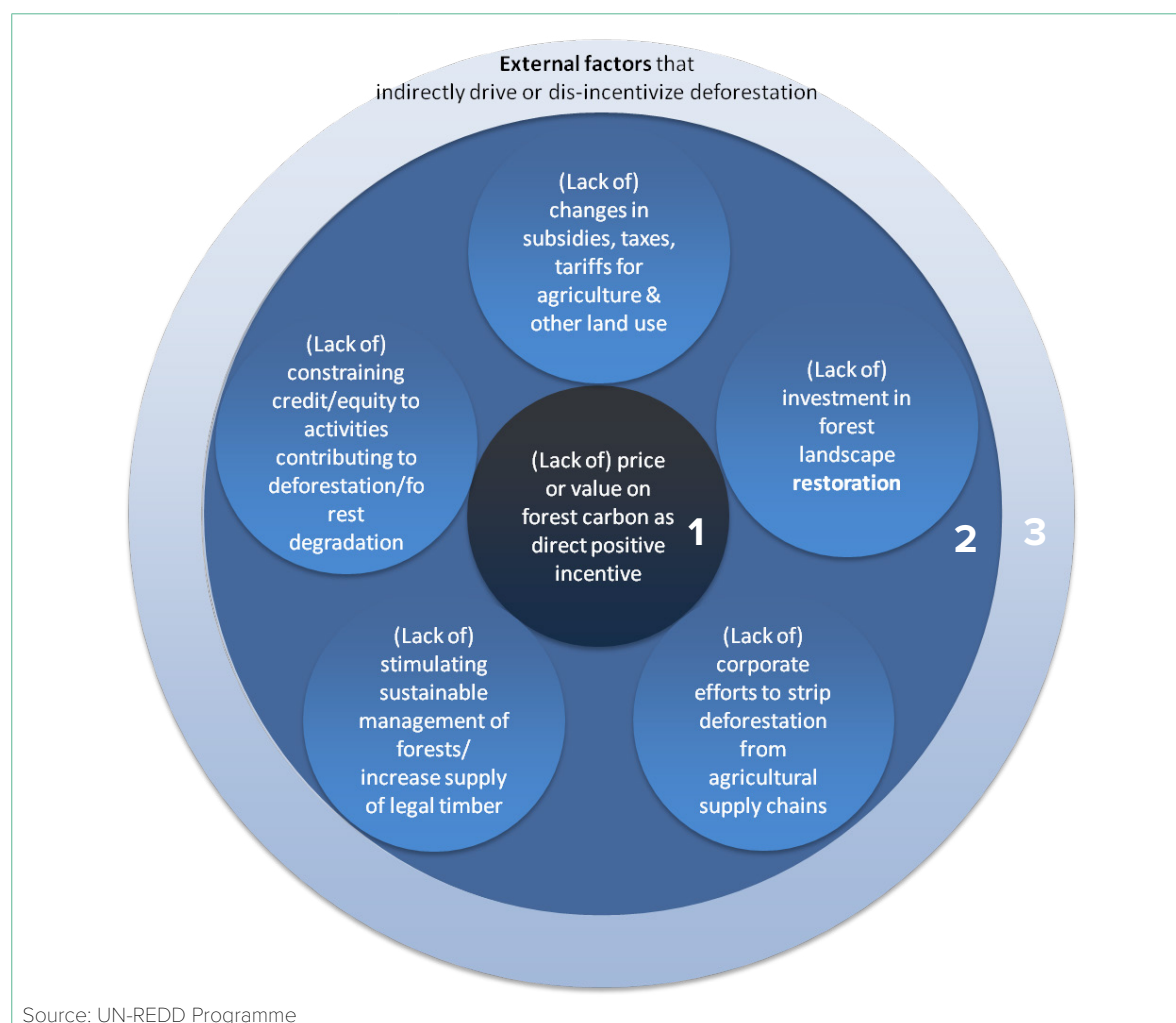 External factors that
indirectly drive or dis-incentivize deforestation
(Lack of)
changes in
subsidies, taxes,
tariffs for
agriculture &
other land use
(Lack of)
constraining
credit/equity to
activities
contributing to
deforestation/fo
rest
degradation
(Lack of)
investment in
forest
landscape
restoration
(Lack of) price
or value on
forest carbon as
direct positive
incentive
1
2
3
(Lack of)
stimulating
sustainable
management of
forests/
increase supply
of legal timber
(Lack of)
corporate
efforts to strip
deforestation
from
agricultural
supply chains
Source: UN-REDD Programme